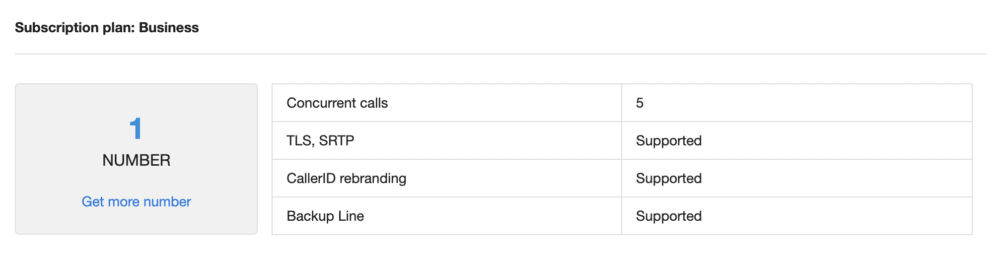 Subscription plan: Business
1
NUMBER
Get more number
Concurrent calls 5
TLS, SRTP Supported
CallerID rebranding Supported
Backup Line Supported